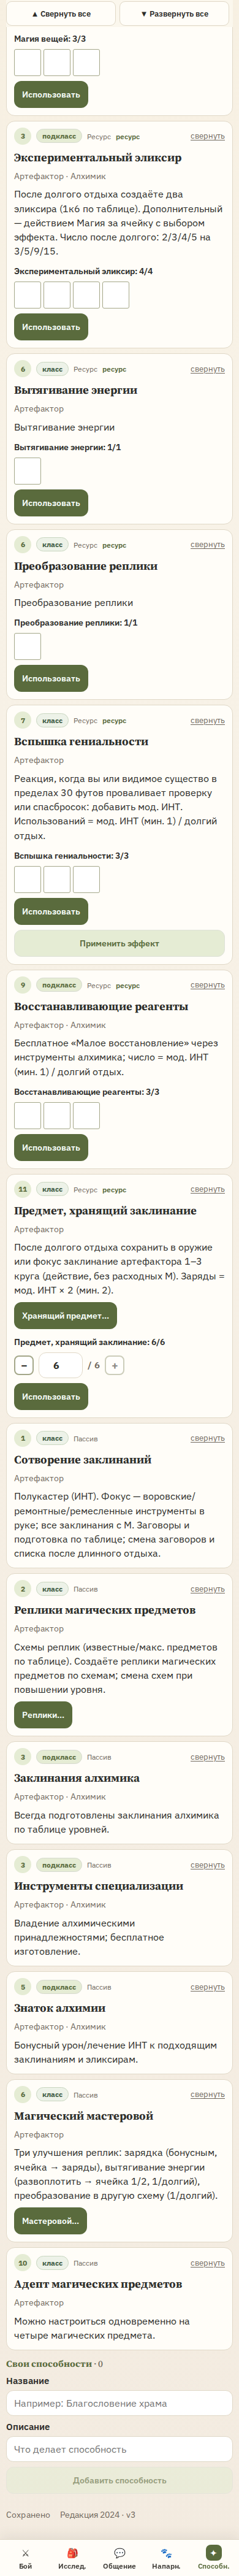 ▲ Свернуть все ▼ Развернуть все
Магия вещей: 3/3
Использовать
3 подкласс Ресурс ресурс свернуть
Экспериментальный эликсир
Артефактор · Алхимик
После долгого отдыха создаёте два
эликсира (1к6 по таблице). Дополнительный
— действием Магия за ячейку с выбором
эффекта. Число после долгого: 2/3/4/5 на
3/5/9/15.
Экспериментальный эликсир: 4/4
Использовать
6 класс Ресурс ресурс свернуть
Вытягивание энергии
Артефактор
Вытягивание энергии
Вытягивание энергии: 1/1
Использовать
6 класс Ресурс ресурс свернуть
Преобразование реплики
Артефактор
Преобразование реплики
Преобразование реплики: 1/1
Использовать
7 класс Ресурс ресурс свернуть
Вспышка гениальности
Артефактор
Реакция, когда вы или видимое существо в
пределах 30 футов проваливает проверку
или спасбросок: добавить мод. ИНТ.
Использований = мод. ИНТ (мин. 1) / долгий
отдых.
Вспышка гениальности: 3/3
Использовать
Применить эффект
9 подкласс Ресурс ресурс свернуть
Восстанавливающие реагенты
Артефактор · Алхимик
Бесплатное «Малое восстановление» через
инструменты алхимика; число = мод. ИНТ
(мин. 1) / долгий отдых.
Восстанавливающие реагенты: 3/3
Использовать
11 класс Ресурс ресурс свернуть
Предмет, хранящий заклинание
Артефактор
После долгого отдыха сохранить в оружие
или фокус заклинание артефактора 1–3
круга (действие, без расходных М). Заряды =
мод. ИНТ × 2 (мин. 2).
Хранящий предмет…
Предмет, хранящий заклинание: 6/6
− 6 / 6 +
Использовать
1 класс Пассив свернуть
Сотворение заклинаний
Артефактор
Полукастер (ИНТ). Фокус — воровские/
ремонтные/ремесленные инструменты в
руке; все заклинания с М. Заговоры и
подготовка по таблице; смена заговоров и
списка после длинного отдыха.
2 класс Пассив свернуть
Реплики магических предметов
Артефактор
Схемы реплик (известные/макс. предметов
по таблице). Создаёте реплики магических
предметов по схемам; смена схем при
повышении уровня.
Реплики…
3 подкласс Пассив свернуть
Заклинания алхимика
Артефактор · Алхимик
Всегда подготовлены заклинания алхимика
по таблице уровней.
3 подкласс Пассив свернуть
Инструменты специализации
Артефактор · Алхимик
Владение алхимическими
принадлежностями; бесплатное
изготовление.
5 подкласс Пассив свернуть
Знаток алхимии
Артефактор · Алхимик
Бонусный урон/лечение ИНТ к подходящим
заклинаниям и эликсирам.
6 класс Пассив свернуть
Магический мастеровой
Артефактор
Три улучшения реплик: зарядка (бонусным,
ячейка → заряды), вытягивание энергии
(развоплотить → ячейка 1/2, 1/долгий),
преобразование в другую схему (1/долгий).
Мастеровой…
10 класс Пассив свернуть
Адепт магических предметов
Артефактор
Можно настроиться одновременно на
четыре магических предмета.
Свои способности · 0
Название
Например: Благословение храма
Описание
Что делает способность
Добавить способность
Сохранено Редакция 2024 · v3
Бой Исслед. Общение Напарн. Способн.